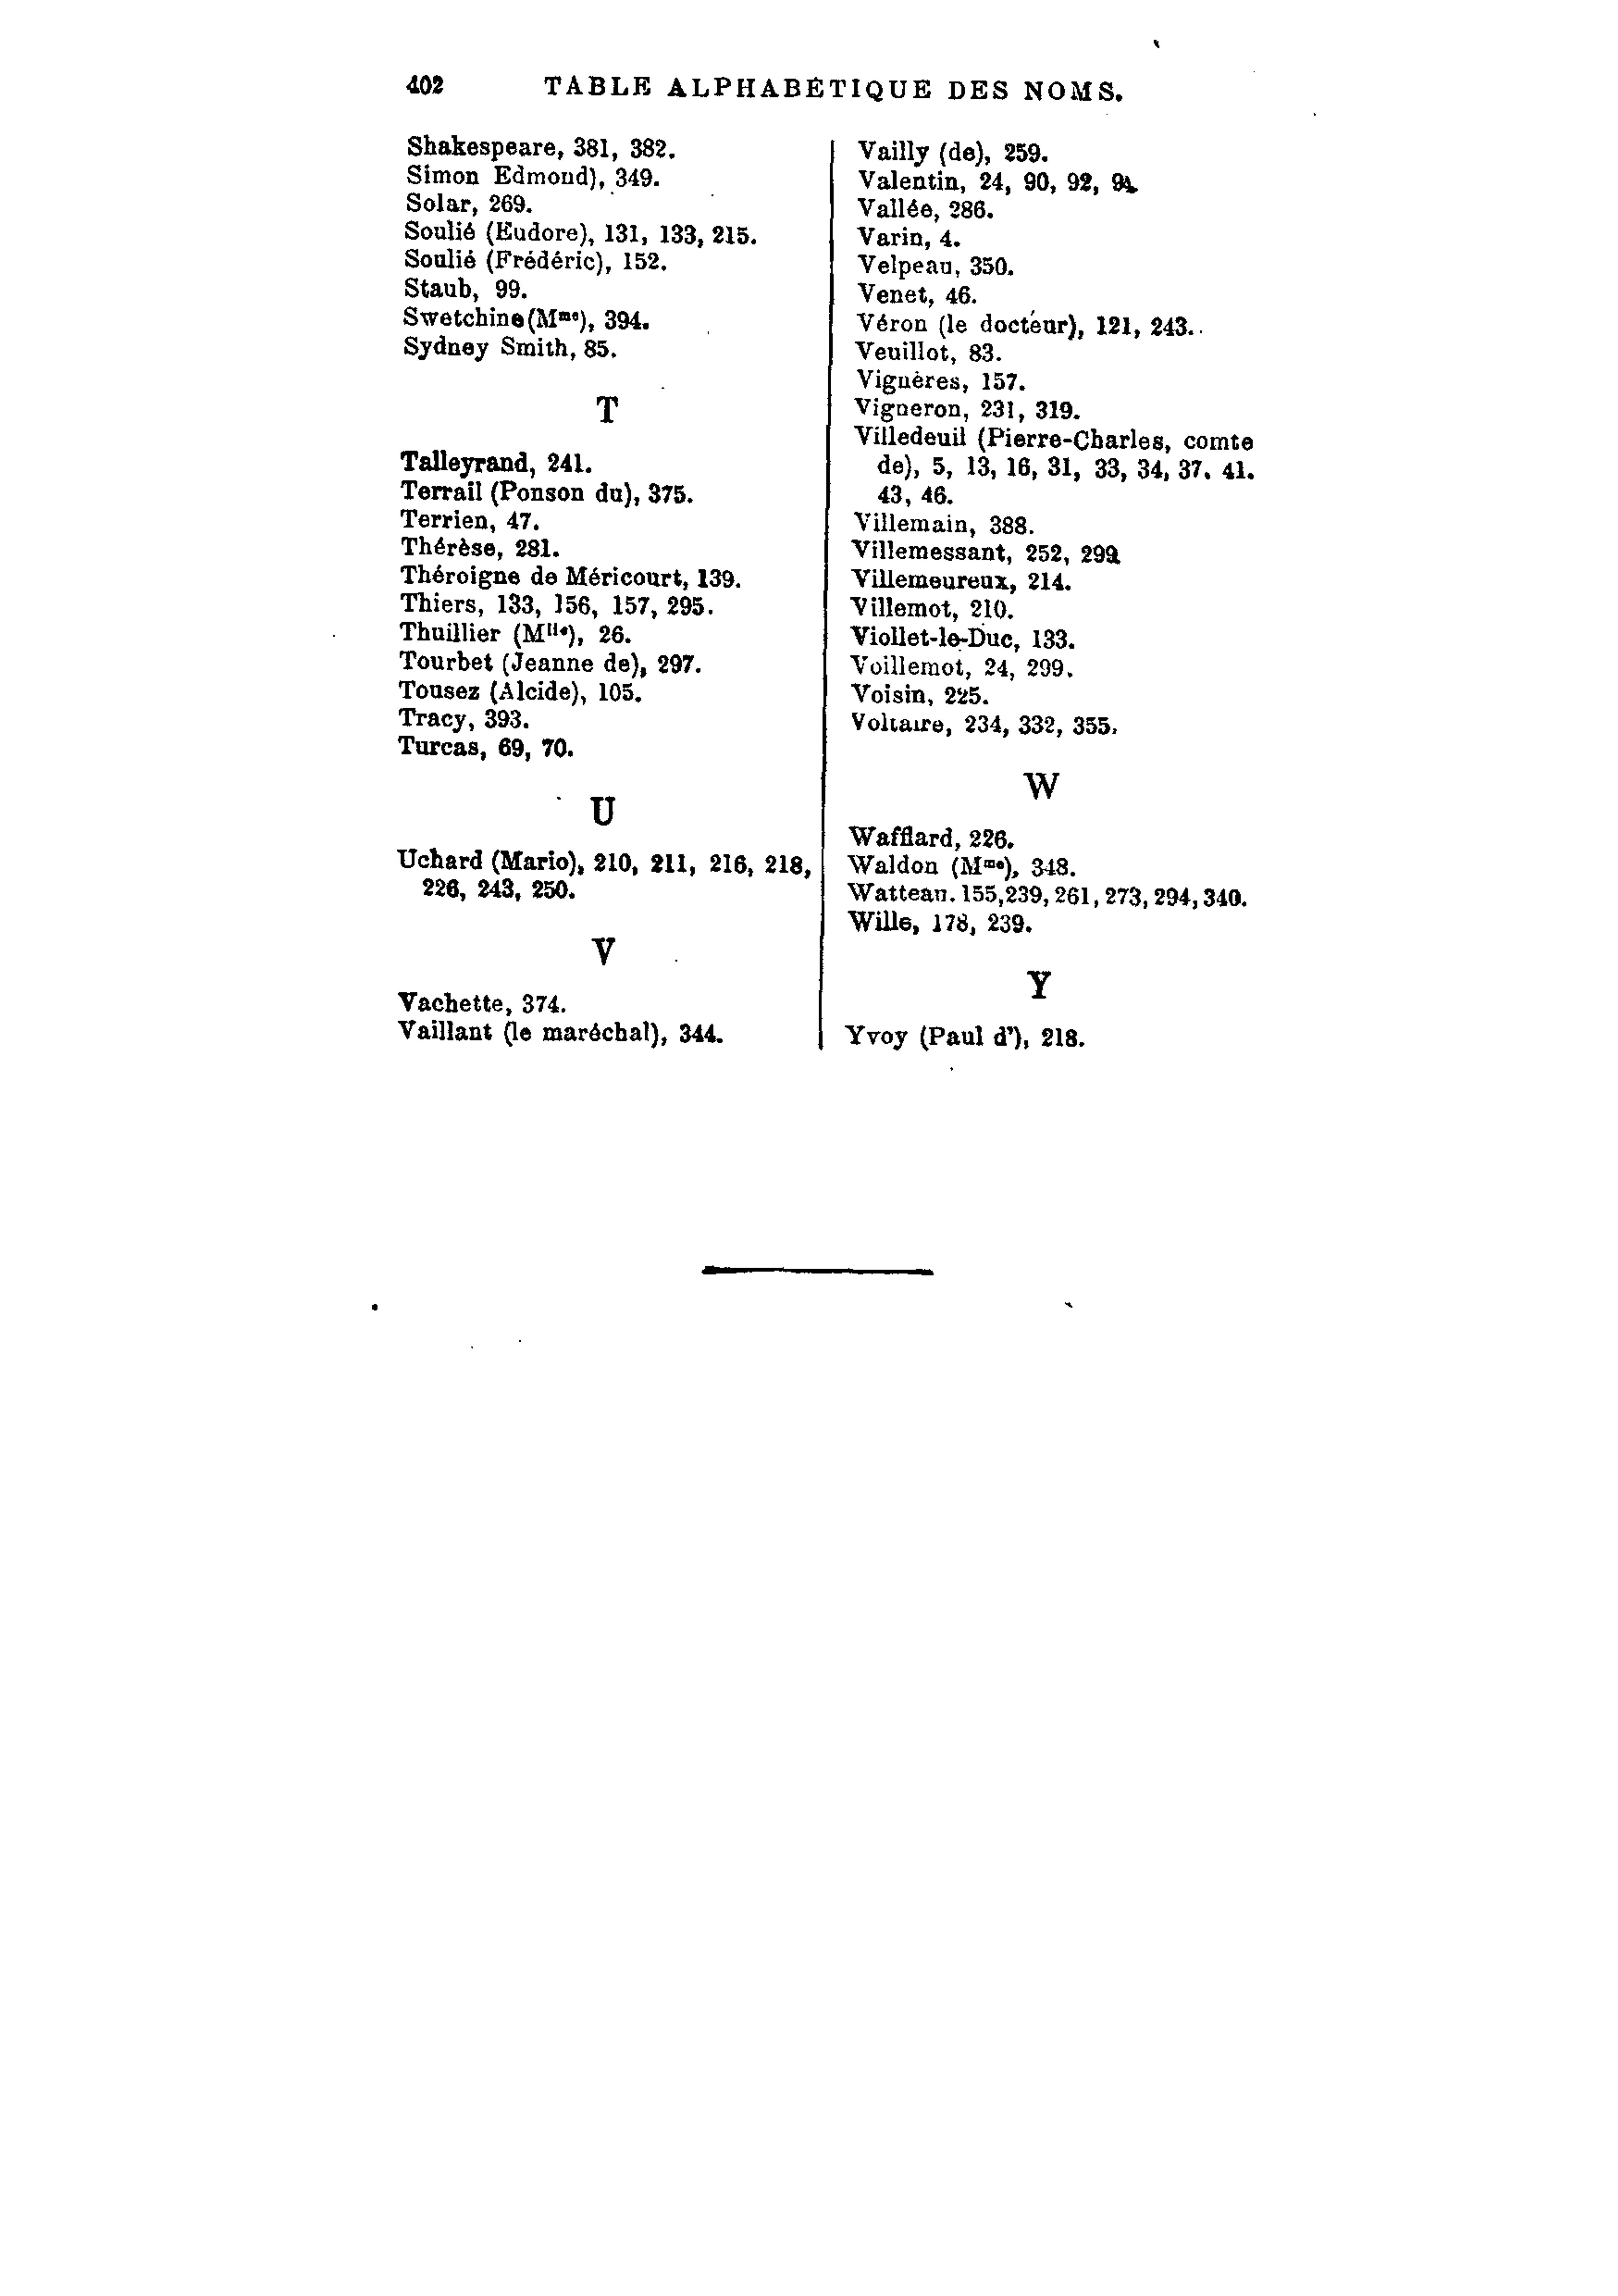 402 TABLE ALPHABÉTIQUE DES NOMS.
Shakespeare, 381, 382.
Simon Edmond), 349.
Solar, 269.
Soulié (Eudore), 131, 133, 215.
Soulié (Frédéric), 152.
Staub, 99.
Swetchine (Mᵐᵉ), 394.
Sydney Smith, 85.
T
Talleyrand, 241.
Terrail (Ponson du), 375.
Terrien, 47.
Thérèse, 281.
Théroigne de Méricourt, 139.
Thiers, 133, 156, 157, 295.
Thuillier (Mˡˡᵉ), 26.
Tourbet (Jeanne de), 297.
Tousez (Alcide), 105.
Tracy, 393.
Turcas, 69, 70.
U
Uchard (Mario), 210, 211, 216, 218,
226, 243, 250.
V
Vachette, 374.
Vaillant (le maréchal), 344.
Vailly (de), 259.
Valentin, 24, 90, 92,
Vallée, 286.
Varin, 4.
Velpeau, 350.
Venet, 46.
Véron (le docteur), 121, 243.
Veuillot, 83.
Viguères, 157.
Vigneron, 231, 319.
Villedeuil (Pierre-Charles, comte
de), 5, 13, 16, 31, 33, 34, 37. 41.
43, 46.
Villemain, 388.
Villemessant, 252, 299
Villemeureux, 214.
Villemot, 210.
Viollet-le-Duc, 133.
Voillemot, 24, 299.
Voisin, 225.
Voltaire, 234, 332, 355.
W
Wafflard, 226.
Waldon (Mᵐᵉ), 348.
Watteau. 155, 239, 261, 273, 294, 340.
Wille, 178, 239.
Y
Yvoy (Paul d'), 218.